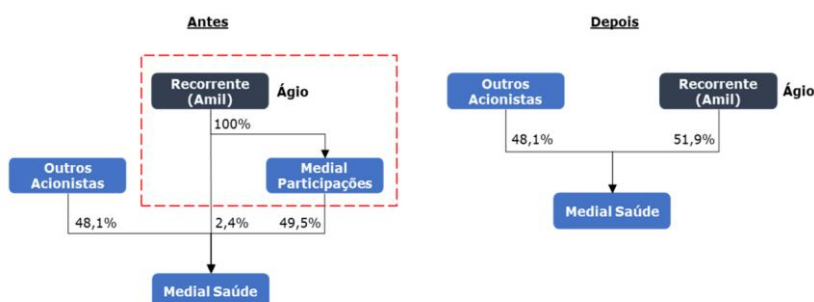 Antes
Recorrente
(Amil)
Ágio
100%
Outros
Acionistas
Medial
Participações
48,1%
2,4%
49,5%
Medial Saúde
Depois
Outros
Acionistas
Recorrente
(Amil)
Ágio
48,1%
51,9%
Medial Saúde